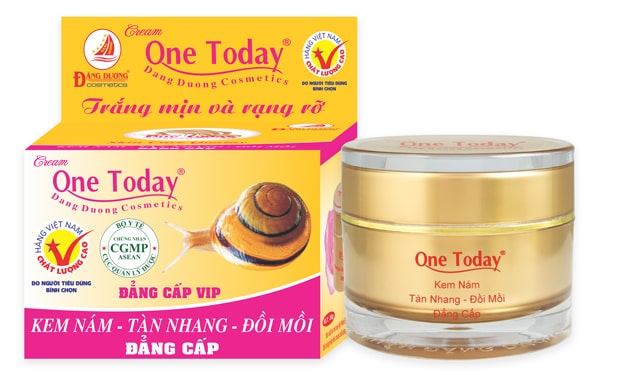 Cream
One Today®
Dang Duong Cosmetics
ĐĂNG DƯƠNG
cosmetics
HÀNG VIỆT NAM
CHẤT LƯỢNG CAO
DO NGƯỜI TIÊU DÙNG
BÌNH CHỌN
Trắng mịn và rạng rỡ
Cream
One Today®
Dang Duong Cosmetics
HÀNG VIỆT NAM
CHẤT LƯỢNG CAO
DO NGƯỜI TIÊU DÙNG
BÌNH CHỌN
BỘ Y TẾ
CHỨNG NHẬN
CGMP
ASEAN
CỤC QUẢN LÝ DƯỢC
ĐẲNG CẤP VIP
KEM NÁM - TÀN NHANG - ĐỒI MỒI
ĐẲNG CẤP
One Today®
Kem Nám
Tàn Nhang - Đồi Mồi
Đẳng Cấp